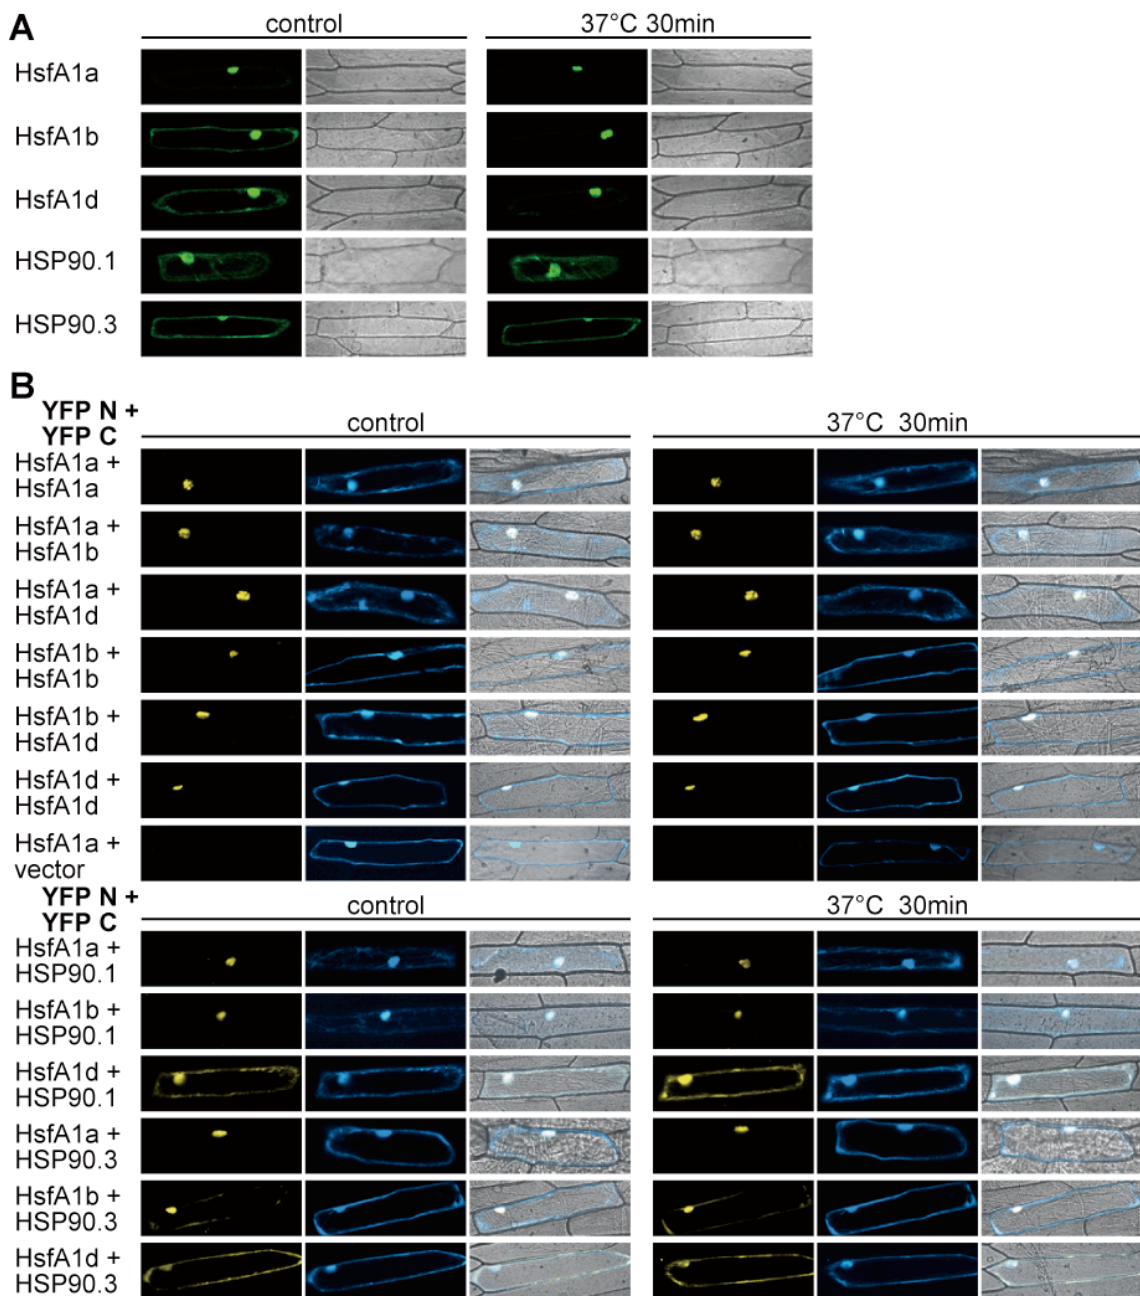 A
control
37°C 30min
HsfA1a
HsfA1b
HsfA1d
HSP90.1
HSP90.3
B
YFP N +
YFP C
control
37°C 30min
HsfA1a +
HsfA1a
HsfA1a +
HsfA1b
HsfA1a +
HsfA1d
HsfA1b +
HsfA1b
HsfA1b +
HsfA1d
HsfA1d +
HsfA1d
HsfA1a +
vector
YFP N +
YFP C
control
37°C 30min
HsfA1a +
HSP90.1
HsfA1b +
HSP90.1
HsfA1d +
HSP90.1
HsfA1a +
HSP90.3
HsfA1b +
HSP90.3
HsfA1d +
HSP90.3